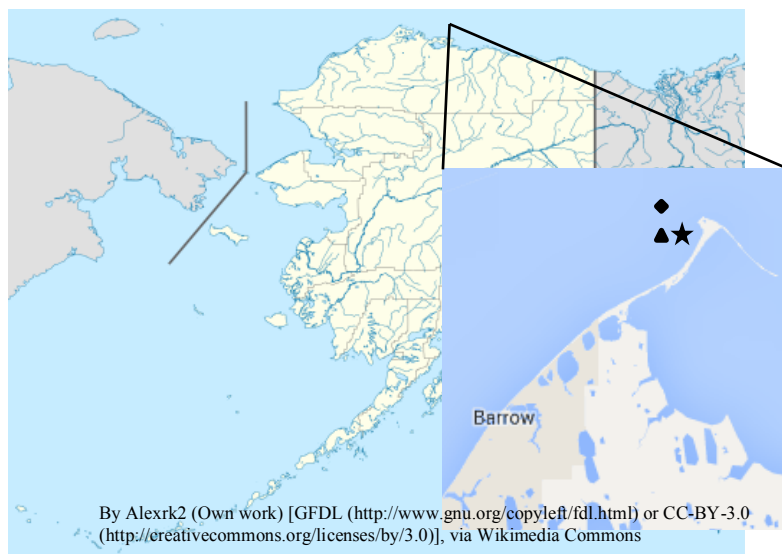 Barrow
By Alexrk2 (Own work) [GFDL (http://www.gnu.org/copyleft/fdl.html) or CC-BY-3.0
(http://creativecommons.org/licenses/by/3.0)], via Wikimedia Commons